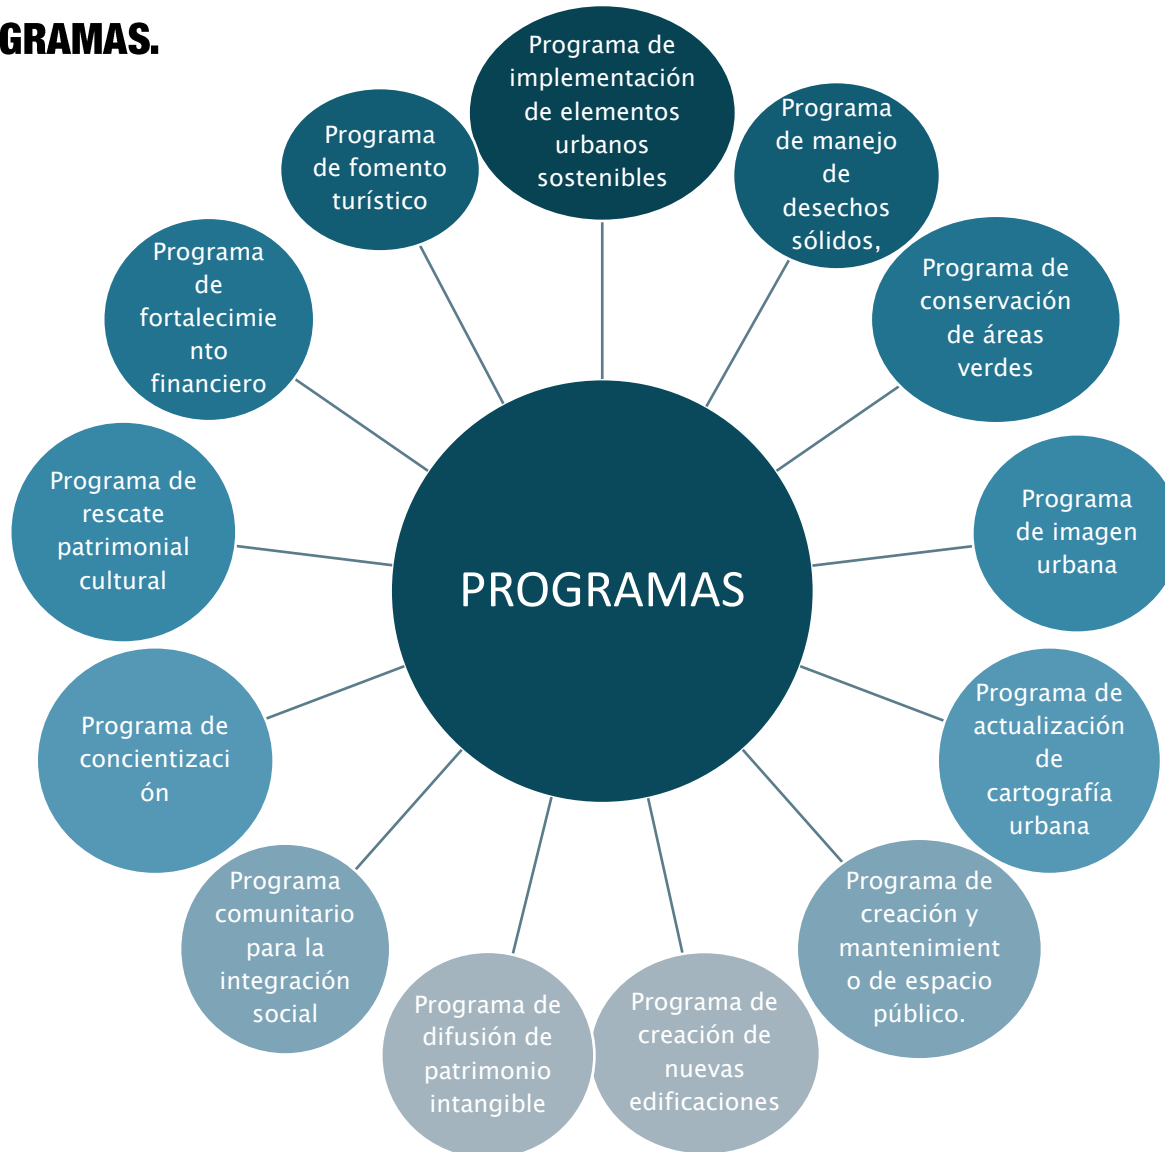 GRAMAS.
Programa de
implementación
de elementos
urbanos
sostenibles
Programa
de manejo
de
desechos
sólidos,
Programa de
conservación
de áreas
verdes
Programa
de imagen
urbana
Programa de
actualización
de
cartografía
urbana
Programa de
creación y
mantenimient
o de espacio
público.
Programa de
creación de
nuevas
edificaciones
Programa de
difusión de
patrimonio
intangible
Programa
comunitario
para la
integración
social
Programa de
concientizaci
ón
Programa de
rescate
patrimonial
cultural
Programa
de
fortalecimie
nto
financiero
Programa
de fomento
turístico
PROGRAMAS